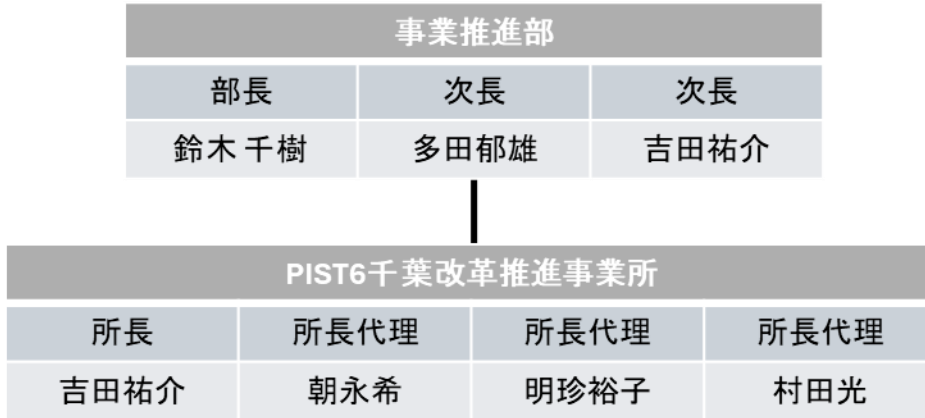 事業推進部
部長 次長 次長
鈴木 千樹 多田郁雄 吉田祐介
PIST6千葉改革推進事業所
所長 所長代理 所長代理 所長代理
吉田祐介 朝永希 明珍裕子 村田光